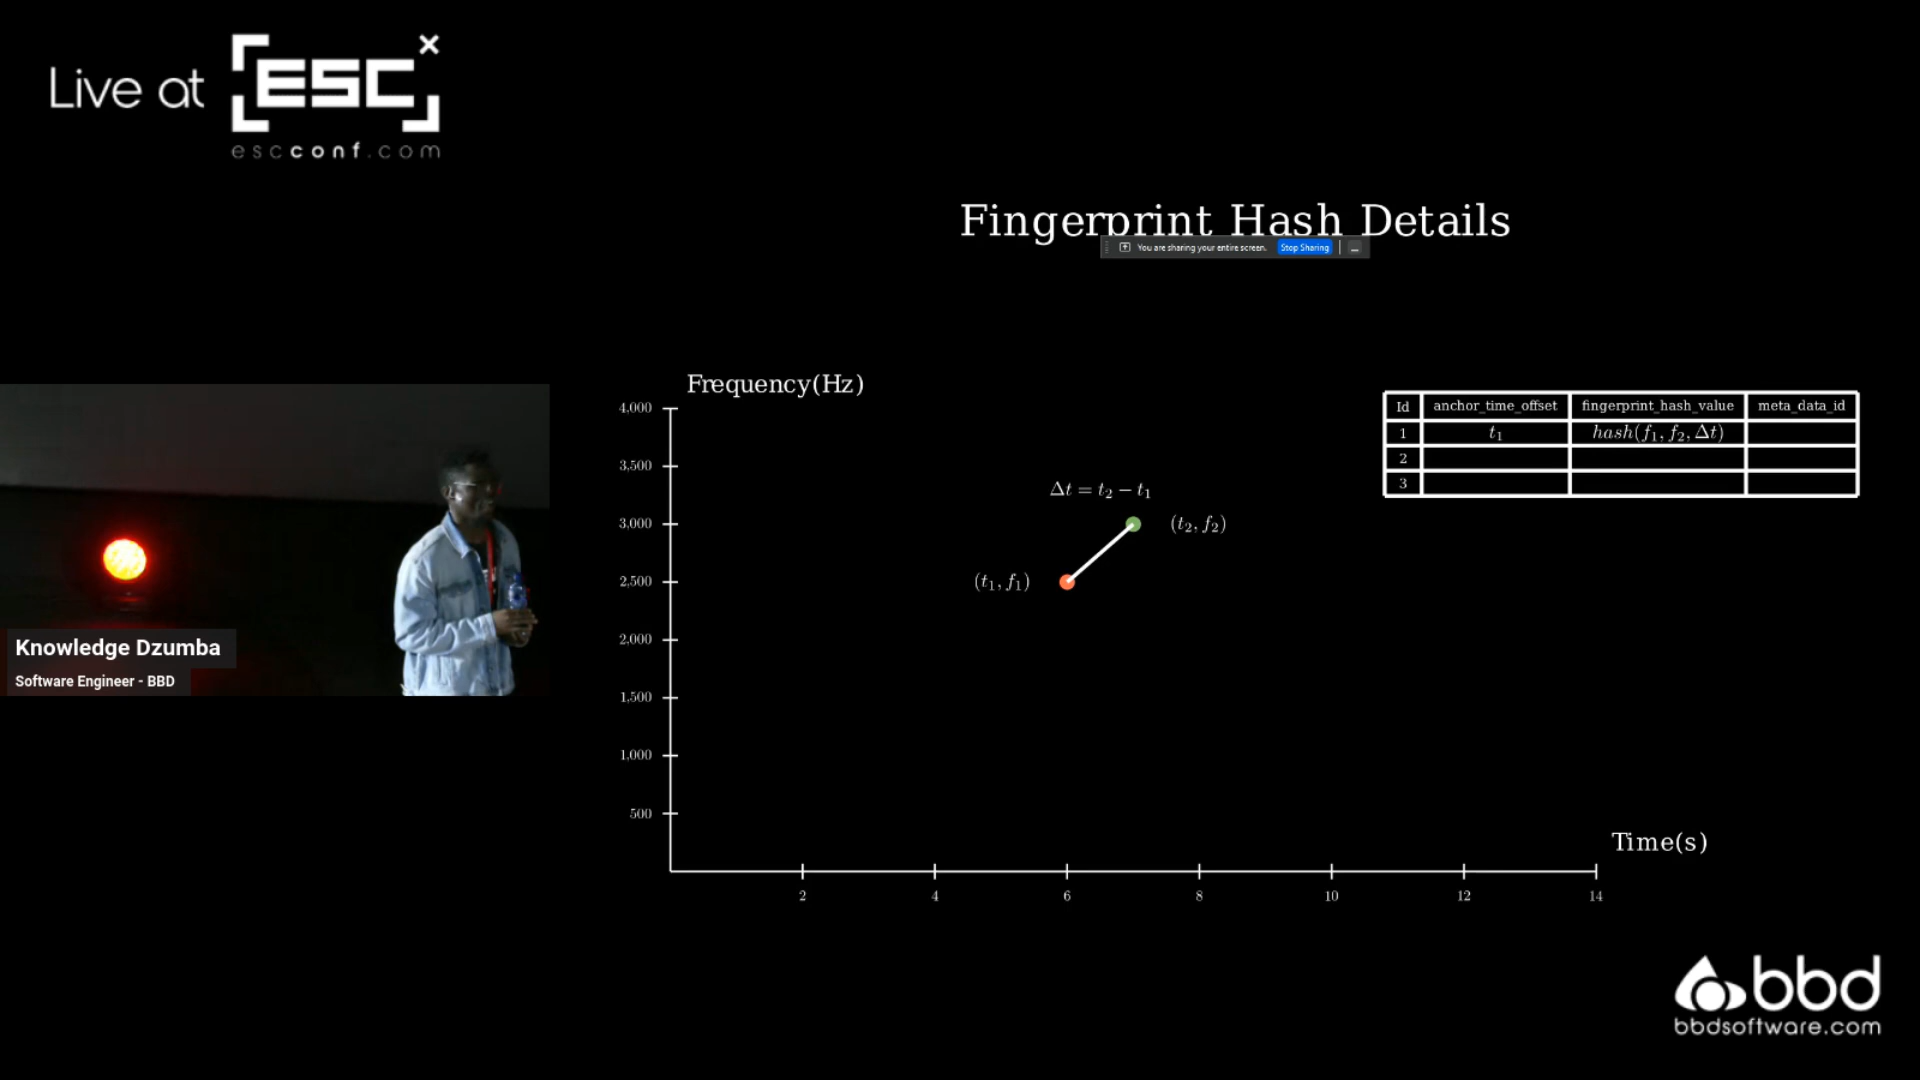 Live at ESC
escconf.com
Fingerprint Hash Details
You are sharing your entire screen. Stop Sharing
Frequency(Hz)
4,000
3,500
3,000
2,500
2,000
1,500
1,000
500
Δt = t₂ − t₁
(t₂, f₂)
(t₁, f₁)
Id anchor_time_offset fingerprint_hash_value meta_data_id
1 t₁ hash(f₁, f₂, Δt)
2
3
Knowledge Dzumba
Software Engineer - BBD
Time(s)
2 4 6 8 10 12 14
bbd
bbdsoftware.com